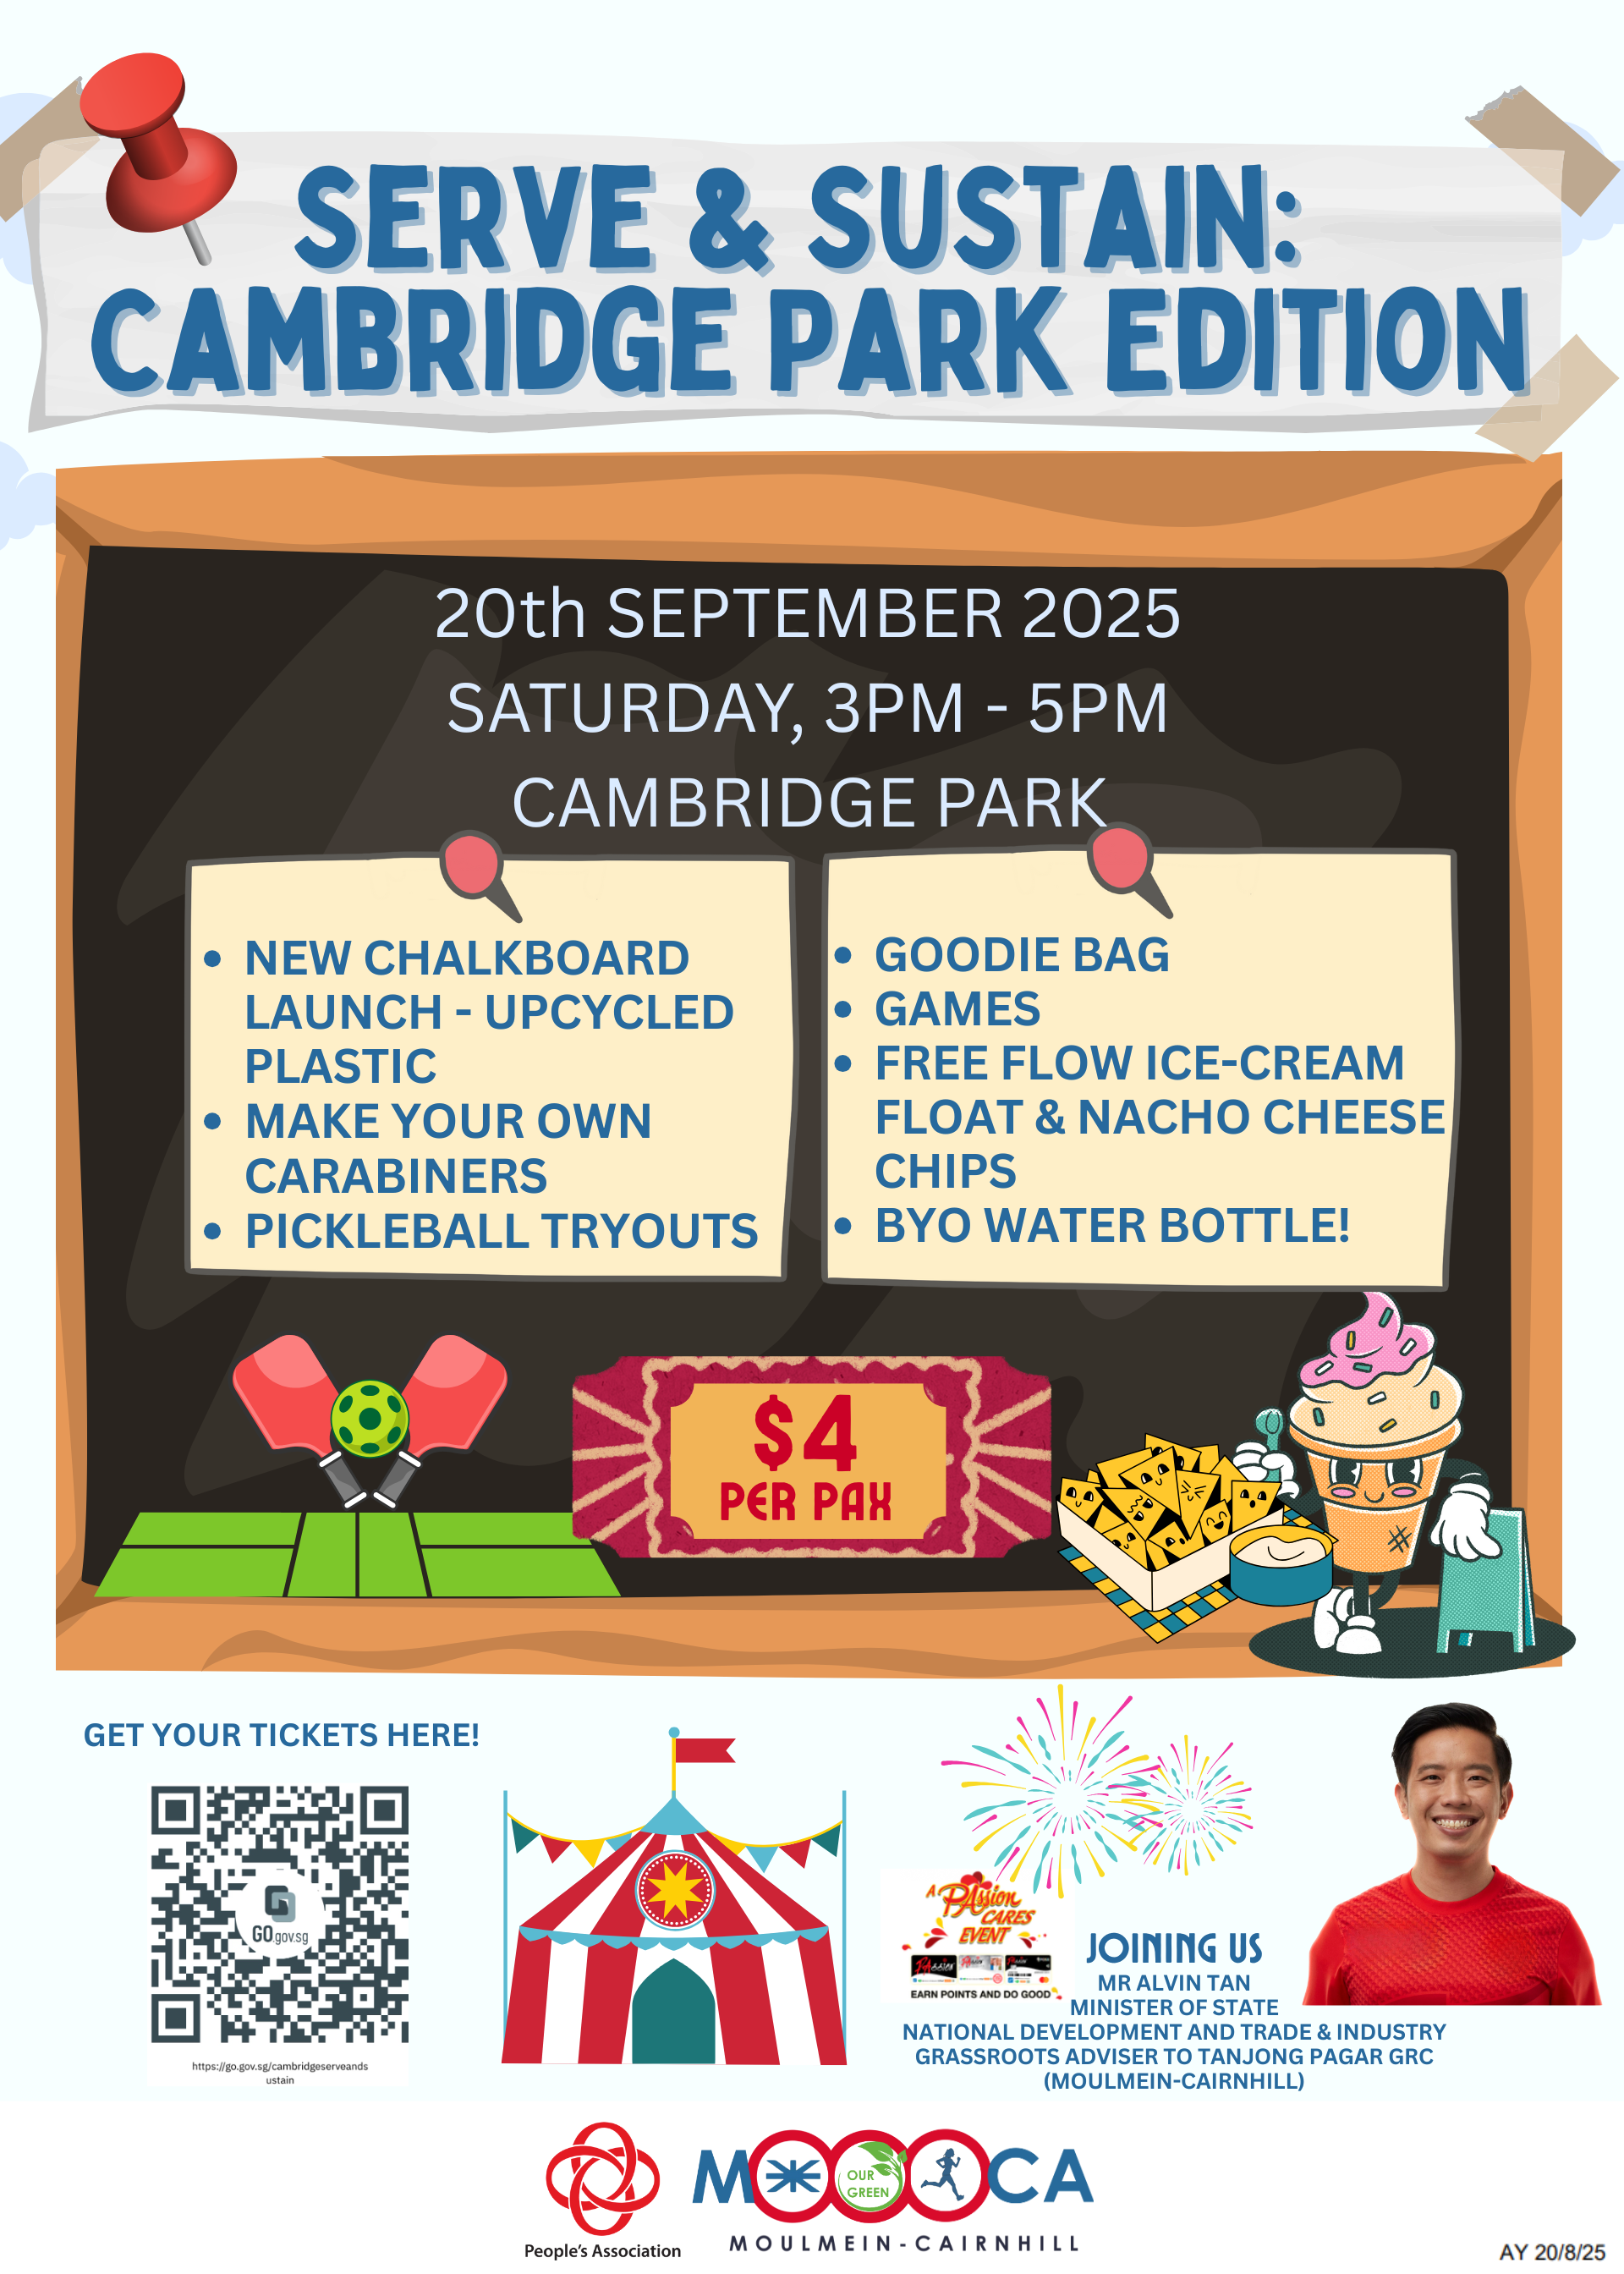 SERVE & SUSTAIN:
CAMBRIDGE PARK EDITION
20th SEPTEMBER 2025
SATURDAY, 3PM - 5PM
CAMBRIDGE PARK
• NEW CHALKBOARD
LAUNCH - UPCYCLED
PLASTIC
• MAKE YOUR OWN
CARABINERS
• PICKLEBALL TRYOUTS
• GOODIE BAG
• GAMES
• FREE FLOW ICE-CREAM
FLOAT & NACHO CHEESE
CHIPS
• BYO WATER BOTTLE!
$4
PER PAX
GET YOUR TICKETS HERE!
GO.gov.sg
https://go.gov.sg/cambridgeserveands
ustain
A PAssion
CARES
EVENT
EARN POINTS AND DO GOOD
JOINING US
MR ALVIN TAN
MINISTER OF STATE
NATIONAL DEVELOPMENT AND TRADE & INDUSTRY
GRASSROOTS ADVISER TO TANJONG PAGAR GRC
(MOULMEIN-CAIRNHILL)
People's Association
MOOOCA
OUR
GREEN
MOULMEIN-CAIRNHILL
AY 20/8/25